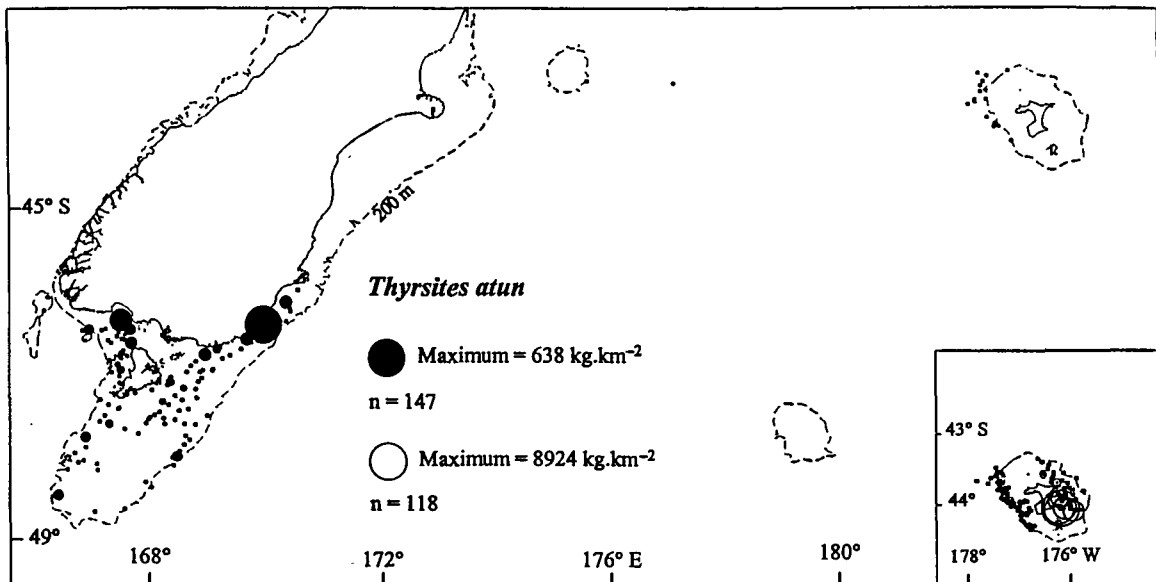 45° S
200 m
Thyrsites atun
Maximum = 638 kg.km⁻²
n = 147
Maximum = 8924 kg.km⁻²
n = 118
43° S
44°
49°
168°
172°
176° E
180°
178°
176° W